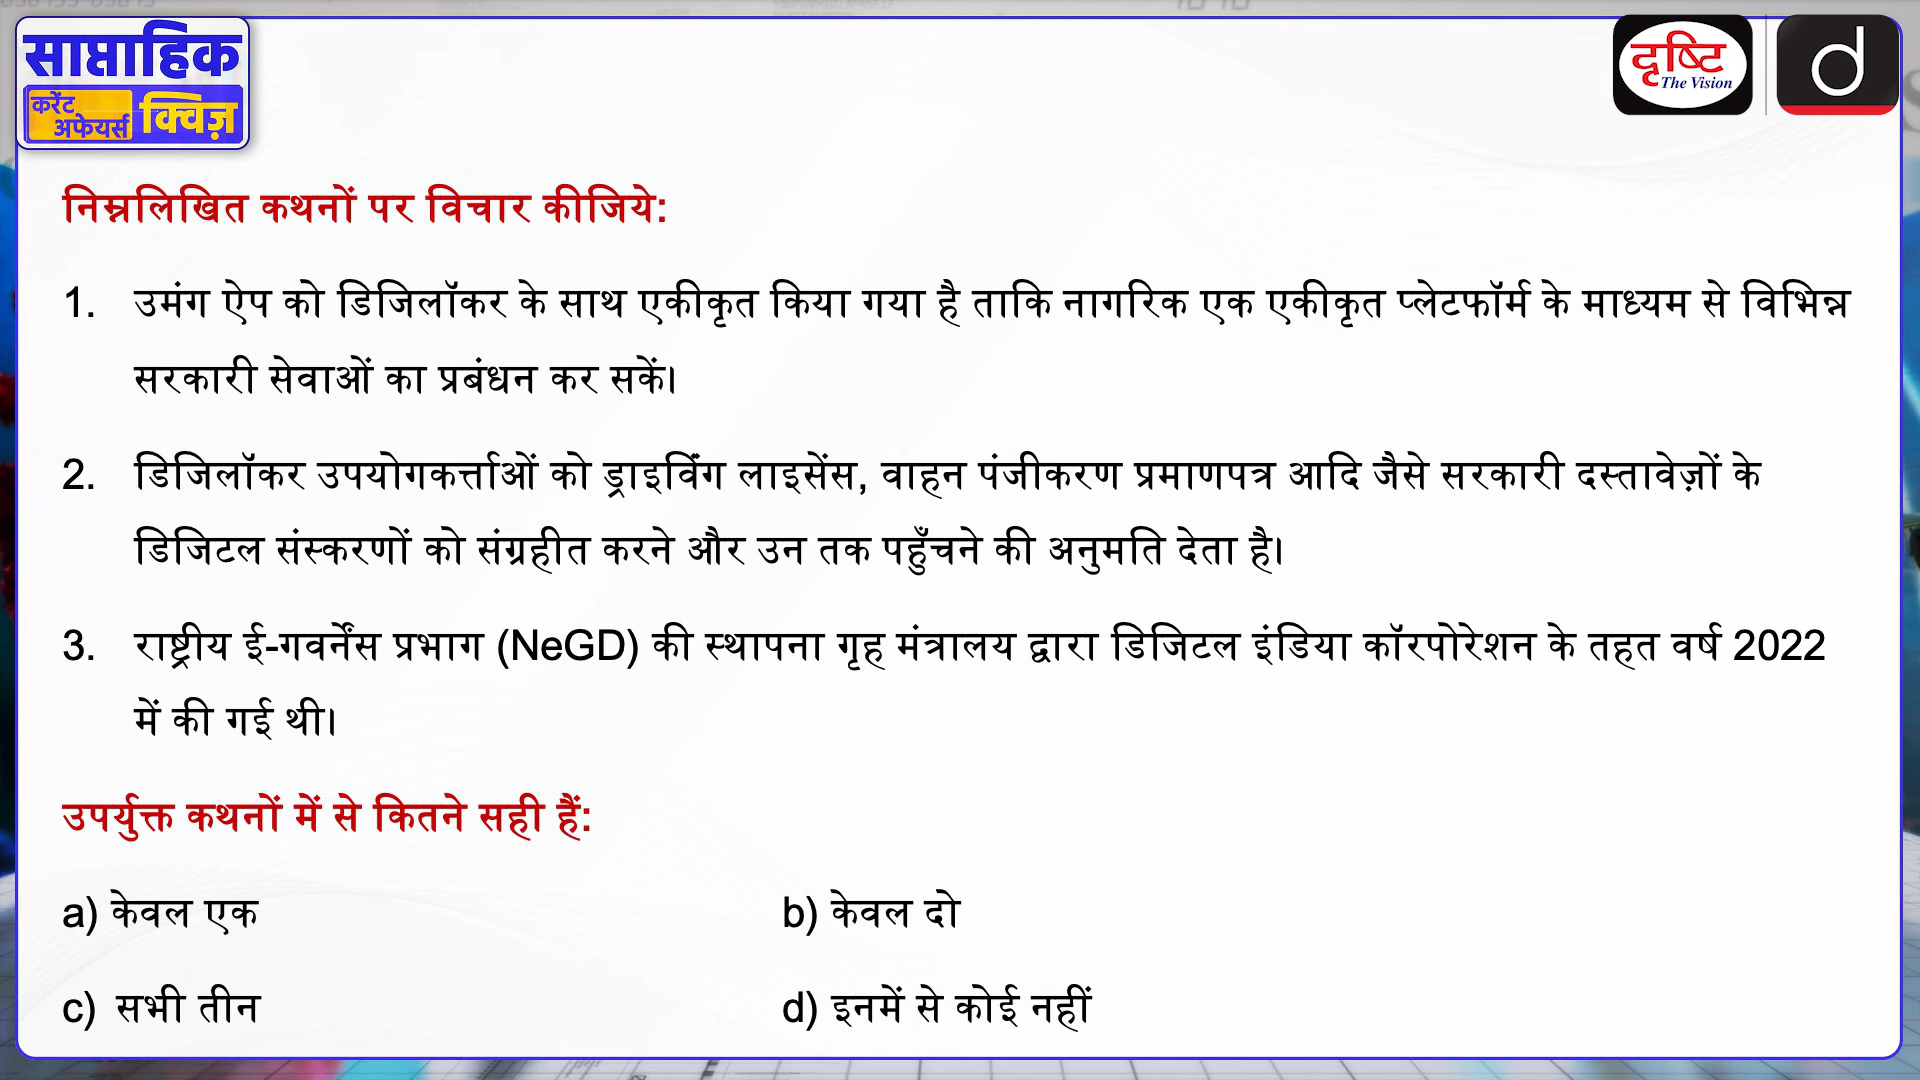 साप्ताहिक
करेंट
अफेयर्स क्विज़
दृष्टि
The Vision
d
निम्नलिखित कथनों पर विचार कीजिये:
1. उमंग ऐप को डिजिलॉकर के साथ एकीकृत किया गया है ताकि नागरिक एक एकीकृत प्लेटफॉर्म के माध्यम से विभिन्न
सरकारी सेवाओं का प्रबंधन कर सकें।
2. डिजिलॉकर उपयोगकर्त्ताओं को ड्राइविंग लाइसेंस, वाहन पंजीकरण प्रमाणपत्र आदि जैसे सरकारी दस्तावेज़ों के
डिजिटल संस्करणों को संग्रहीत करने और उन तक पहुँचने की अनुमति देता है।
3. राष्ट्रीय ई-गवर्नेंस प्रभाग (NeGD) की स्थापना गृह मंत्रालय द्वारा डिजिटल इंडिया कॉरपोरेशन के तहत वर्ष 2022
में की गई थी।
उपर्युक्त कथनों में से कितने सही हैं:
a) केवल एक b) केवल दो
c) सभी तीन d) इनमें से कोई नहीं